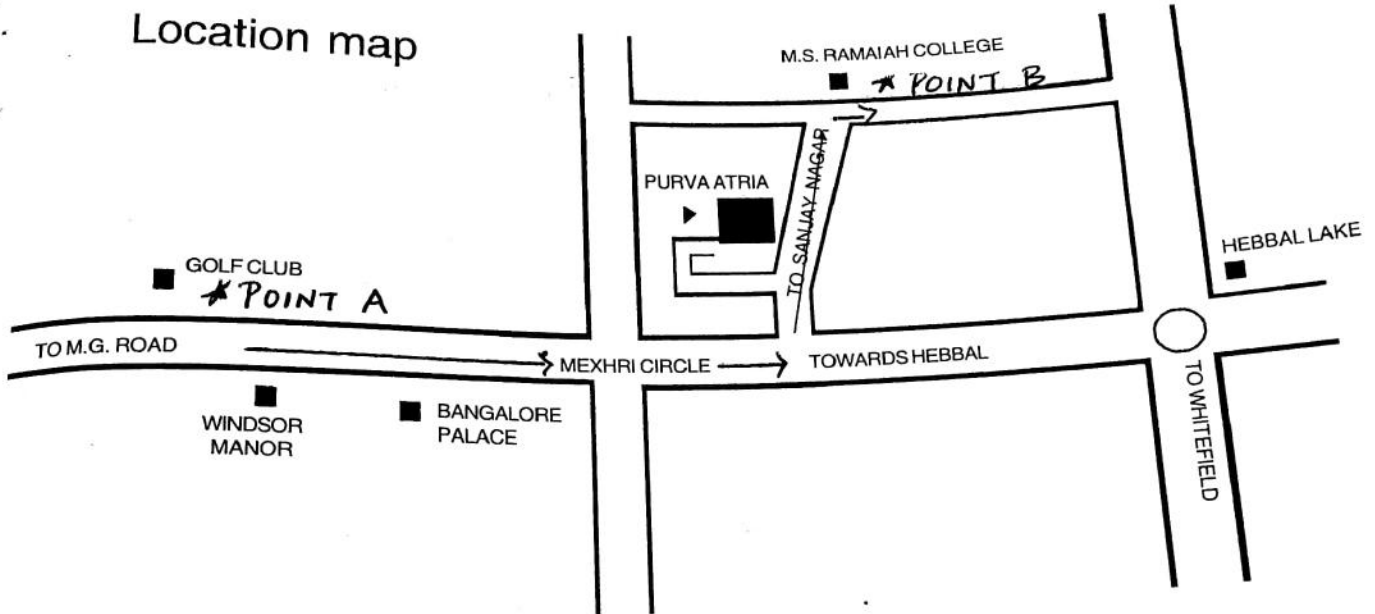 Location map
M.S. RAMAIAH COLLEGE
POINT B
PURVA ATRIA
TO SANJAY NAGAR
HEBBAL LAKE
GOLF CLUB
POINT A
TO M.G. ROAD
MEXHRI CIRCLE
TOWARDS HEBBAL
WINDSOR
MANOR
BANGALORE
PALACE
TO WHITEFIELD